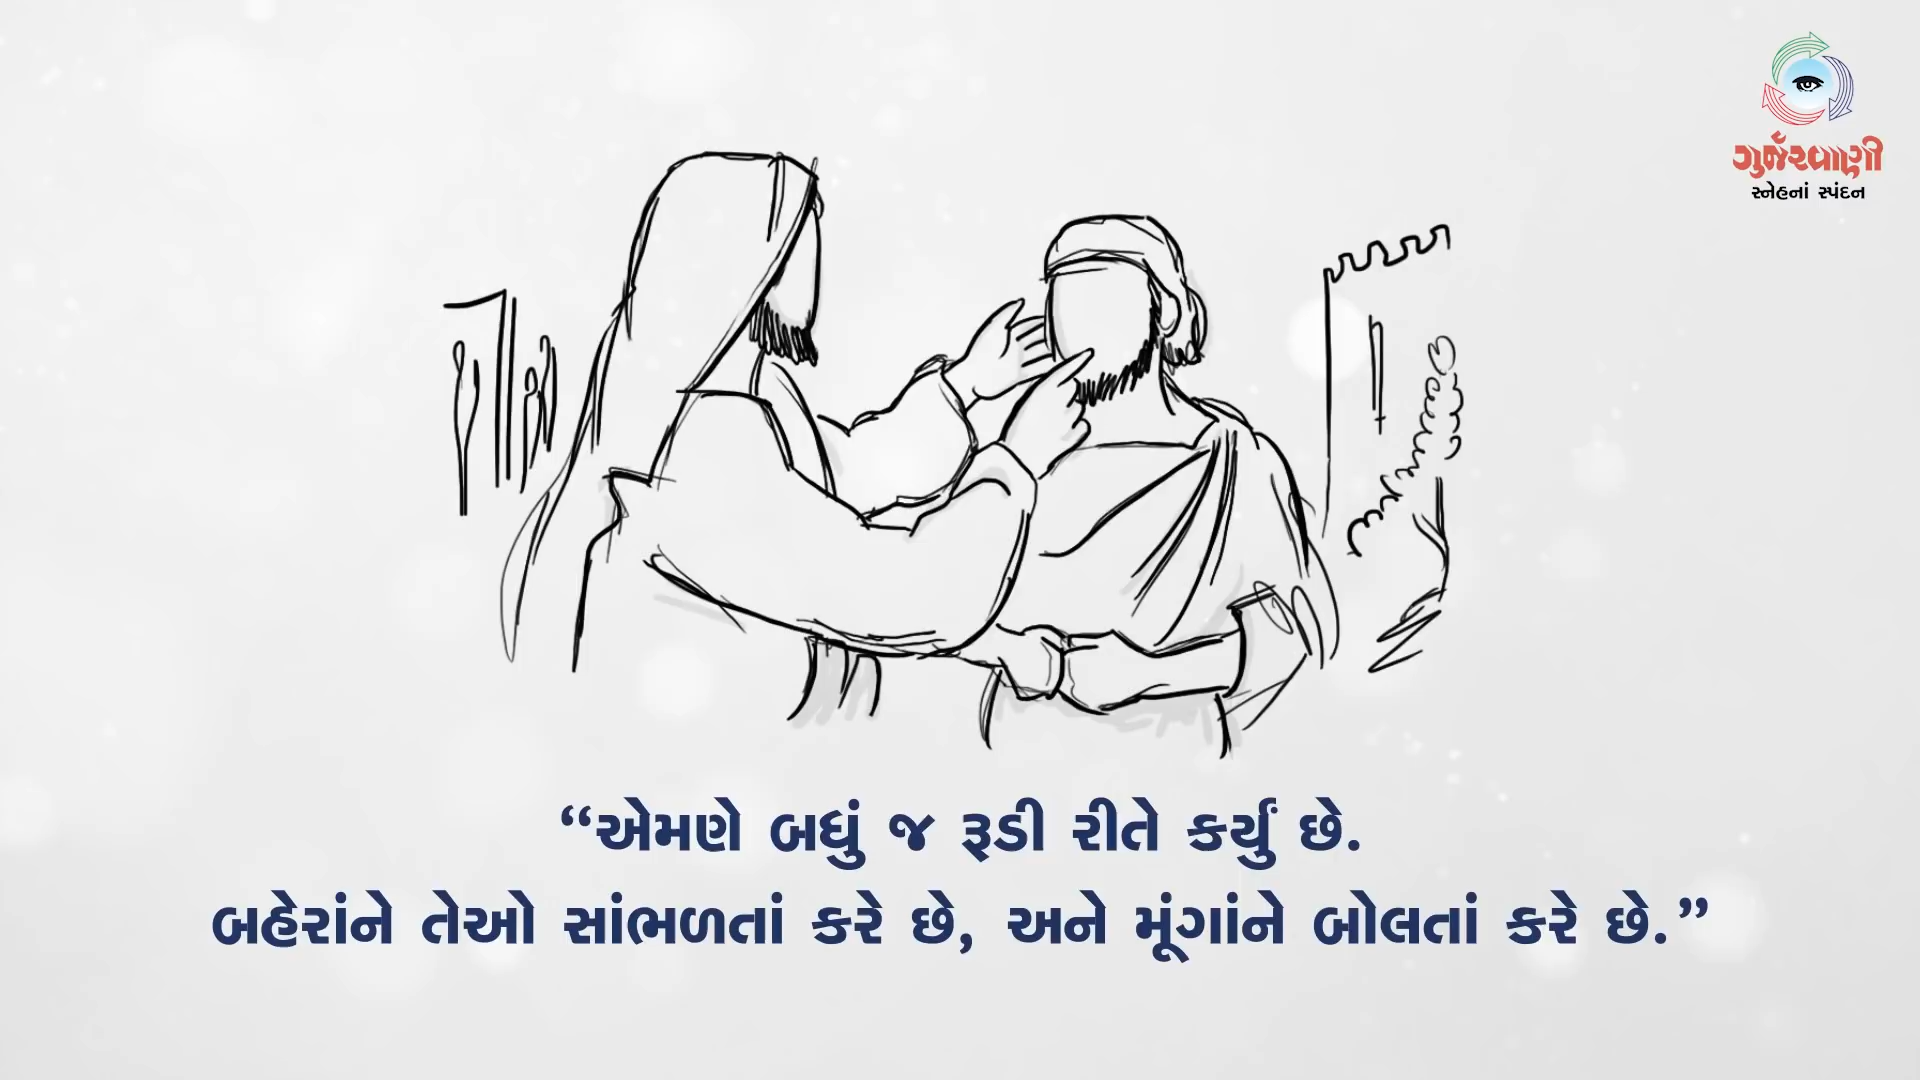 ગુર્જરવાણી
સ્નેહનાં સ્પંદન
“એમણે બધું જ રૂડી રીતે કર્યું છે.
બહેરાંને તેઓ સાંભળતાં કરે છે, અને મૂંગાંને બોલતાં કરે છે.”